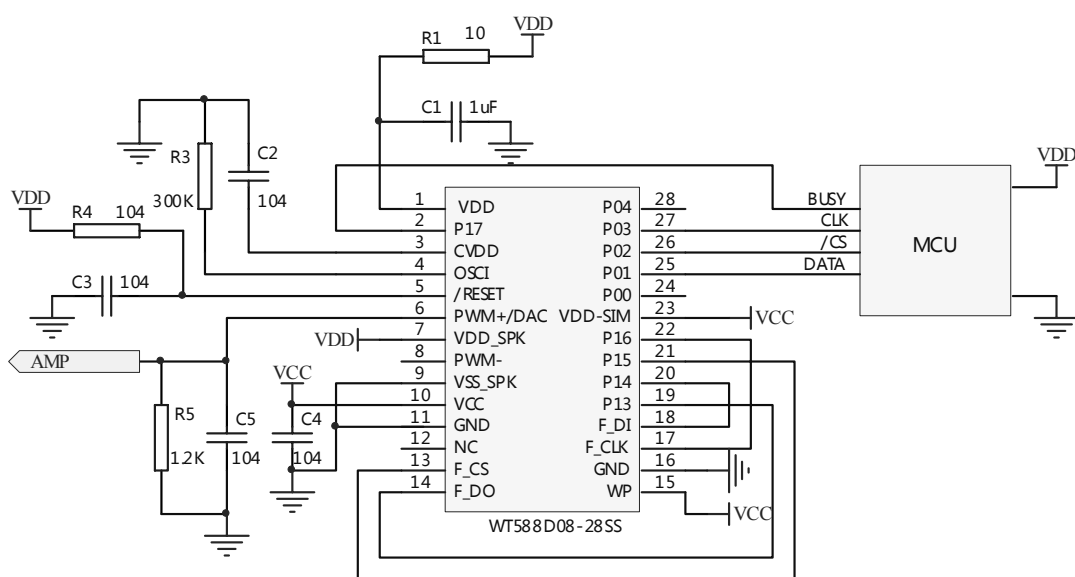 R1 10 VDD
C1 1uF
R3 300K
C2 104
VDD
R4 104
C3 104
AMP
R5 1.2K
C5 104
VDD
VCC
C4 104
1 VDD
2 P17
3 CVDD
4 OSCI
5 /RESET
6 PWM+/DAC
7 VDD_SPK
8 PWM-
9 VSS_SPK
10 VCC
11 GND
12 NC
13 F_CS
14 F_DO
P04 28
P03 27
P02 26
P01 25
P00 24
VDD-SIM 23
P16 22
P15 21
P14 20
P13 19
F_DI 18
F_CLK 17
GND 16
WP 15
WT588D08-28SS
VCC
VCC
BUSY
CLK
/CS
DATA
MCU
VDD